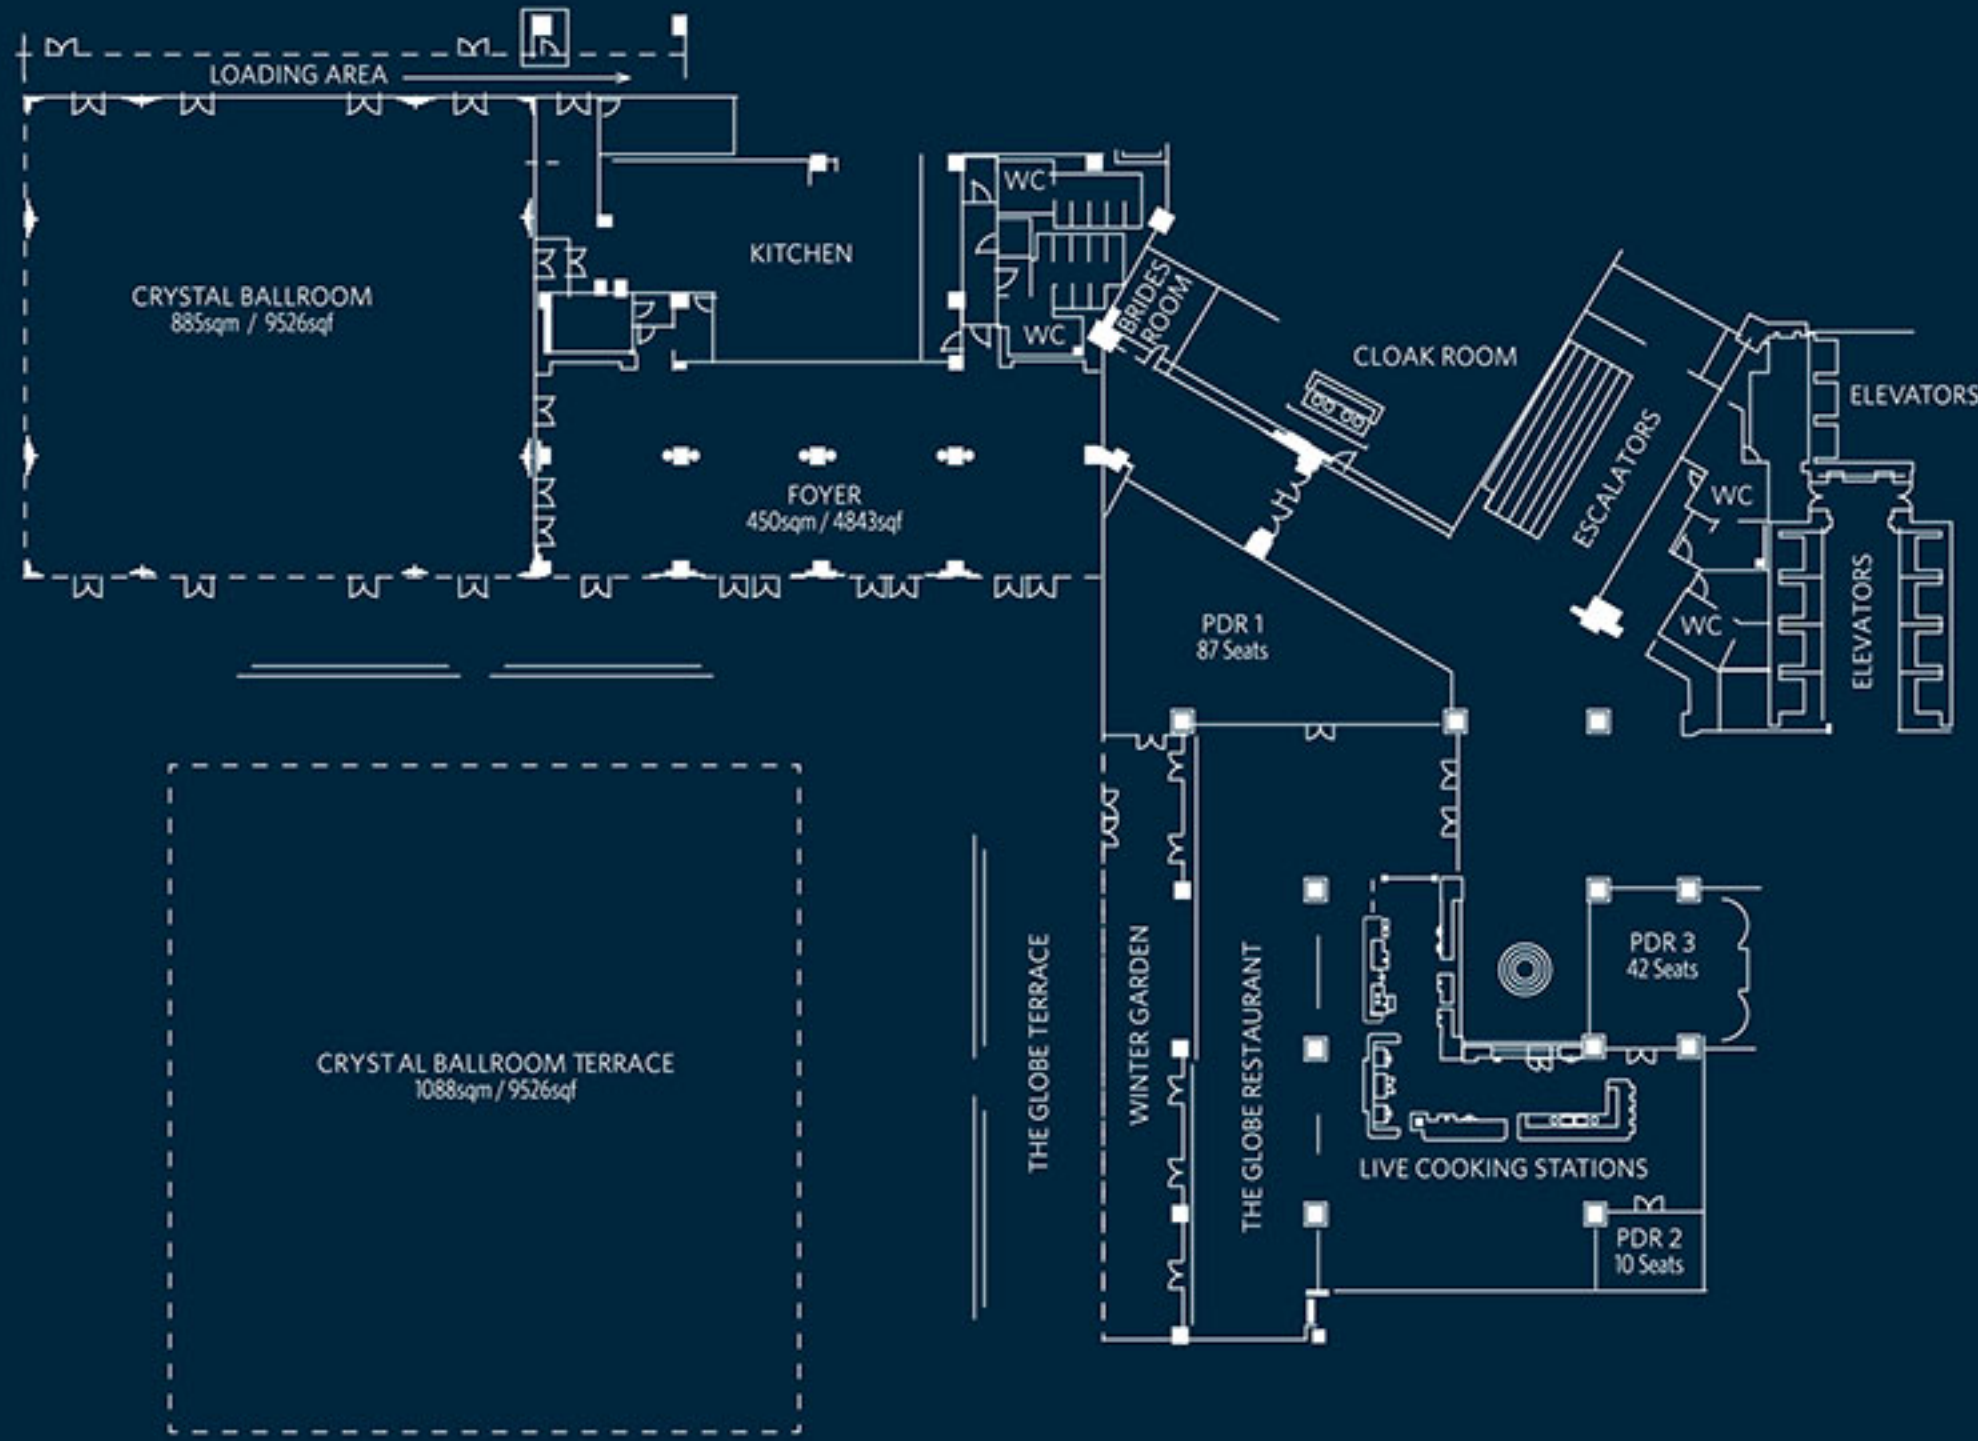 LOADING AREA
WC
KITCHEN
CRYSTAL BALLROOM
885sqm / 9526sqf
BRIDES
ROOM
WC
CLOAK ROOM
ELEVATORS
ESCALATORS
FOYER
450sqm / 4843sqf
WC
ELEVATORS
PDR 1
87 Seats
WC
PDR 3
42 Seats
WINTER GARDEN
THE GLOBE TERRACE
THE GLOBE RESTAURANT
CRYSTAL BALLROOM TERRACE
1088sqm / 9526sqf
LIVE COOKING STATIONS
PDR 2
10 Seats